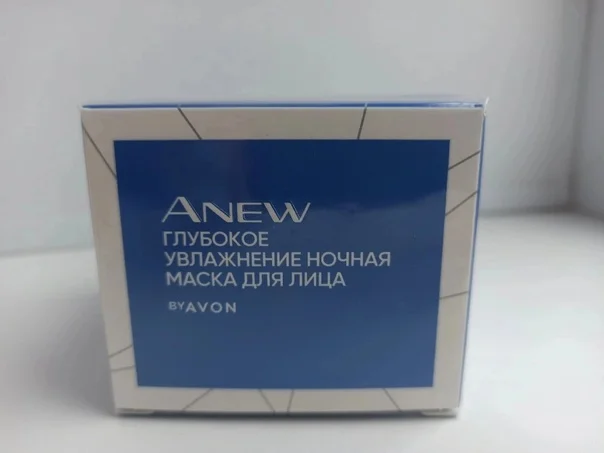 ANEW
ГЛУБОКОЕ
УВЛАЖНЕНИЕ НОЧНАЯ
МАСКА ДЛЯ ЛИЦА
BY AVON